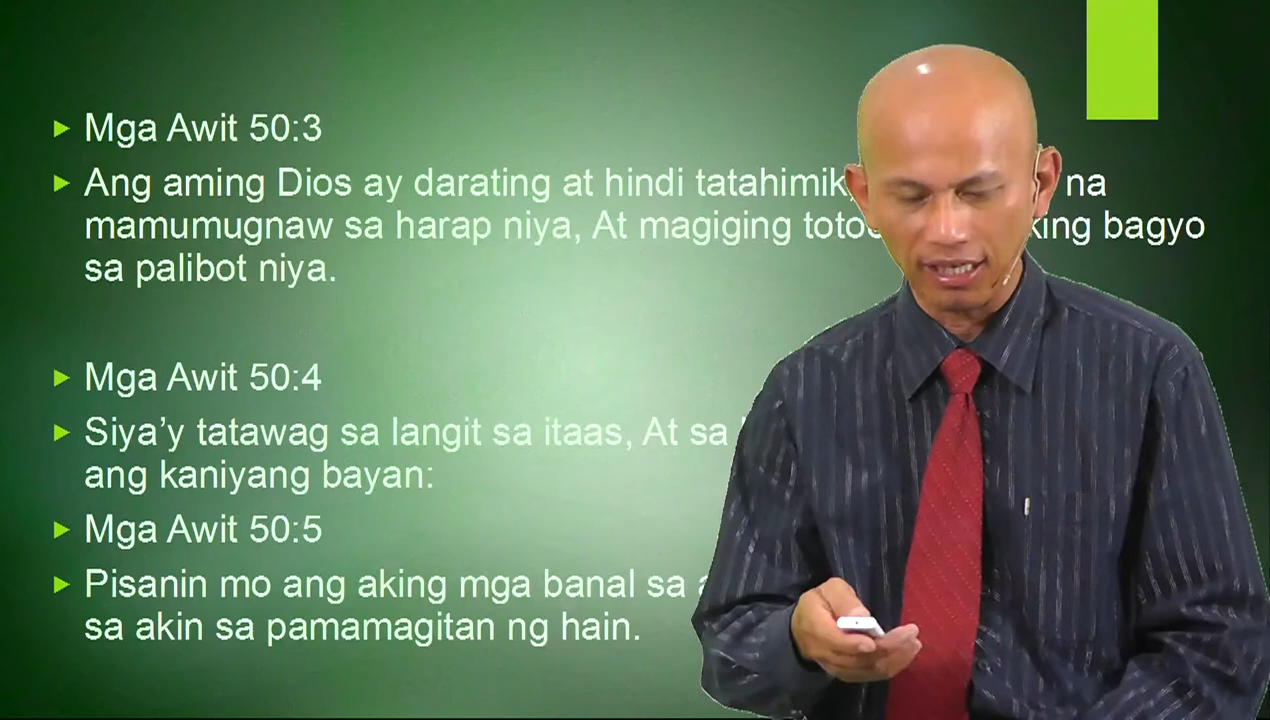 Mga Awit 50:3
Ang aming Dios ay darating at hindi tatahimik, na
mamumugnaw sa harap niya, At magiging bagyo
sa palibot niya.
Mga Awit 50:4
Siya’y tatawag sa langit sa itaas, At sa
ang kaniyang bayan:
Mga Awit 50:5
Pisanin mo ang aking mga banal sa
sa akin sa pamamagitan ng hain.